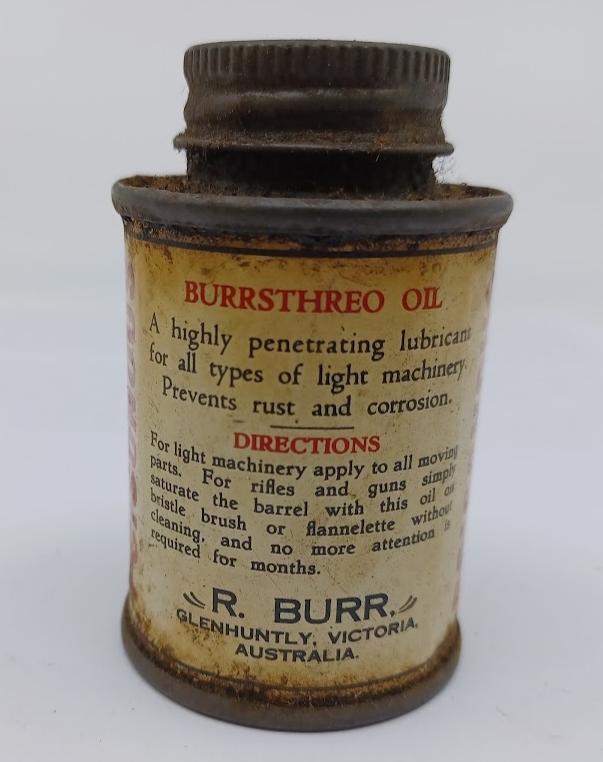 BURRSTHREO OIL
A highly penetrating lubricant
for all types of light machinery.
Prevents rust and corrosion.
DIRECTIONS
For light machinery apply to all moving
parts. For rifles and guns simply
saturate the barrel with this oil on
bristle brush or flannelette without
cleaning, and no more attention is
required for months.
R. BURR.
GLENHUNTLY, VICTORIA,
AUSTRALIA.